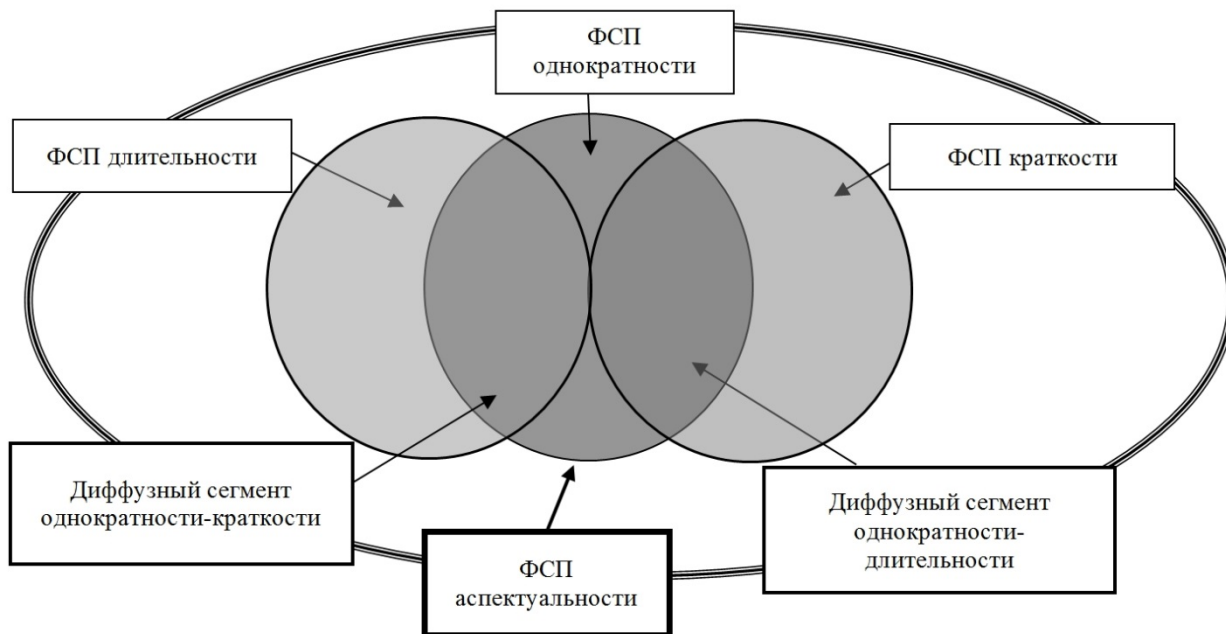 ФСП
однократности
ФСП длительности
ФСП краткости
Диффузный сегмент
однократности-краткости
Диффузный сегмент
однократности-
длительности
ФСП
аспектуальности